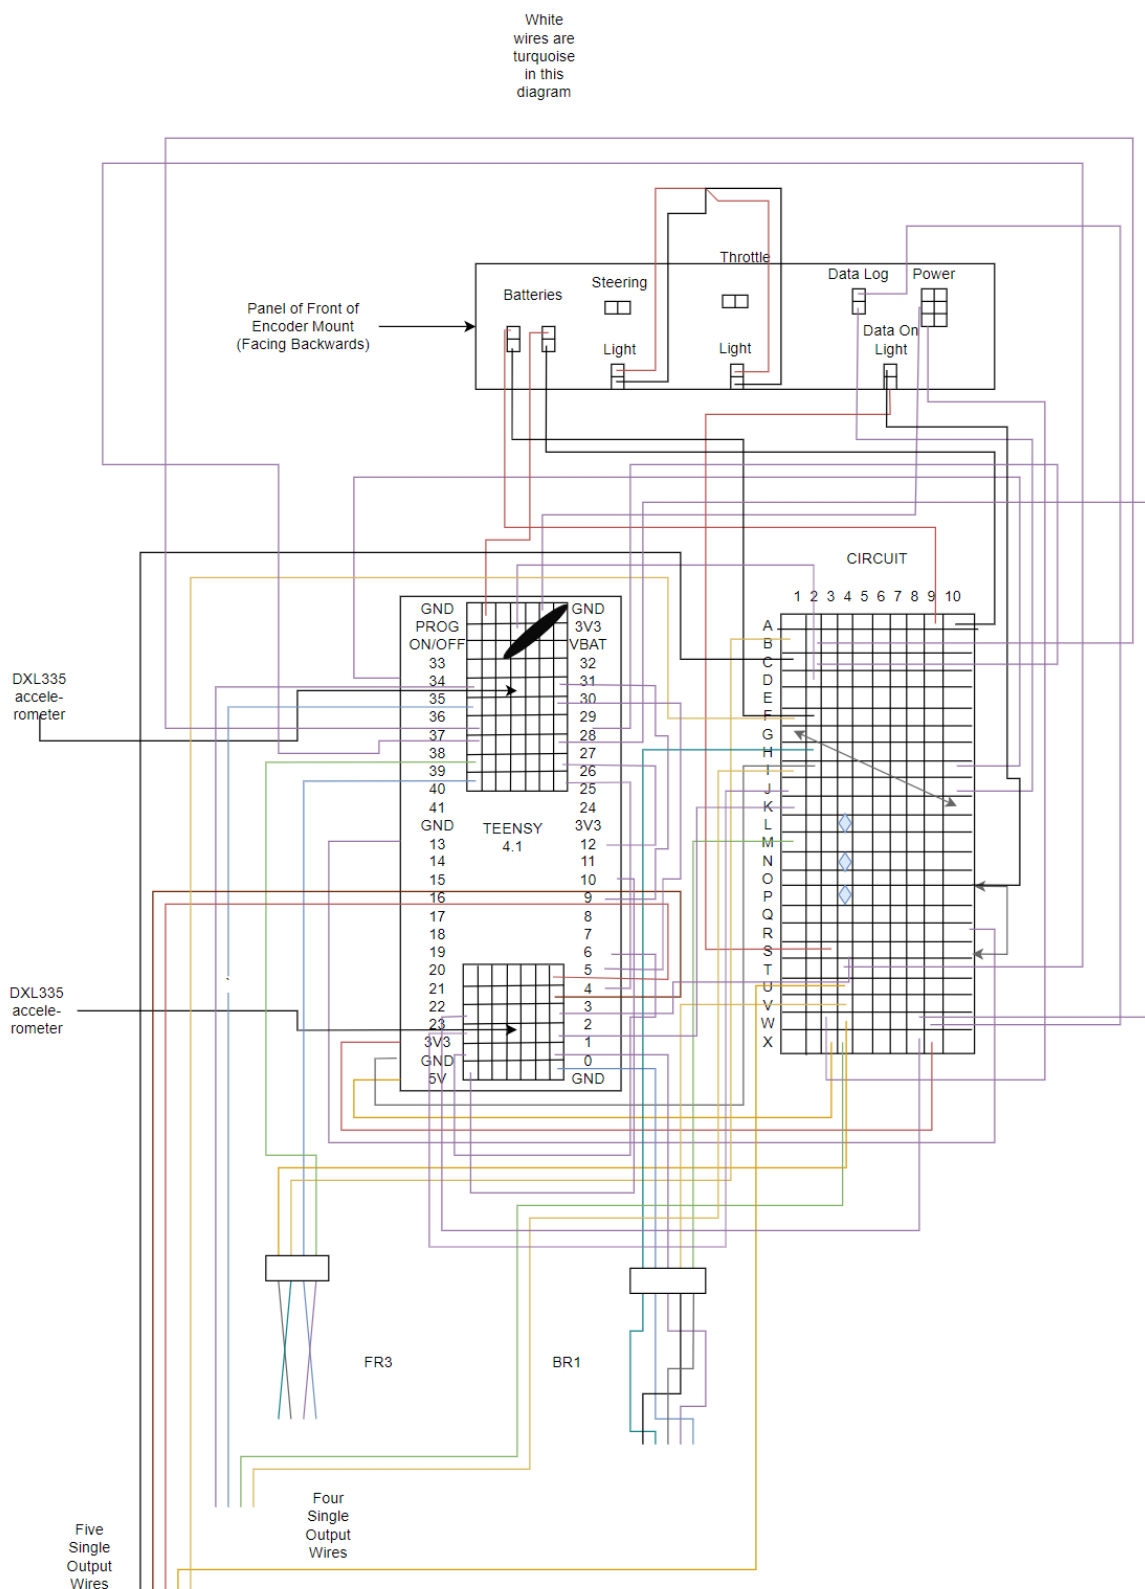 White
wires are
turquoise
in this
diagram
Throttle
Steering
Data Log
Power
Batteries
Panel of Front of
Encoder Mount
(Facing Backwards)
Data On
Light
Light
Light
CIRCUIT
1 2 3 4 5 6 7 8 9 10
GND
PROG
ON/OFF
33
34
35
36
37
38
39
40
41
GND
13
14
15
16
17
18
19
20
21
22
23
3V3
GND
5V
GND
3V3
VBAT
32
31
30
29
28
27
26
25
24
3V3
12
11
10
9
8
7
6
5
4
3
2
1
0
GND
TEENSY
4.1
A
B
C
D
E
F
G
H
I
J
K
L
M
N
O
P
Q
R
S
T
U
V
W
X
DXL335
accele-
rometer
DXL335
accele-
rometer
FR3
BR1
Four
Single
Output
Wires
Five
Single
Output
Wires